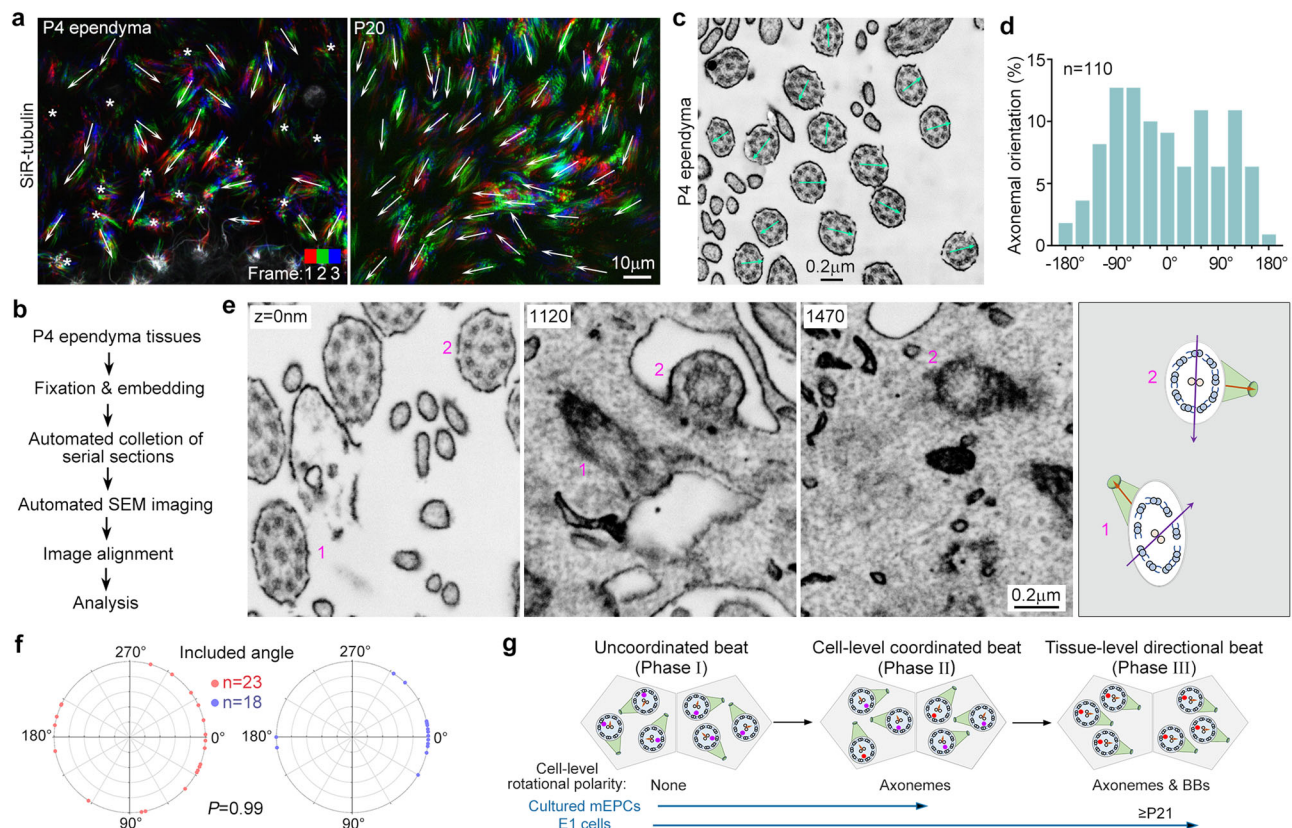 a
P4 ependyma
P20
SiR-tubulin
Frame:1 2 3
10μm
b
P4 ependyma tissues
Fixation & embedding
Automated colletion of
serial sections
Automated SEM imaging
Image alignment
Analysis
c
P4 ependyma
0.2μm
d
Axonemal orientation (%)
n=110
15
10
5
0
-180° -90° 0° 90° 180°
e
z=0nm
2
1
1120
2
1
1470
2
0.2μm
2
1
f
Included angle
n=23
n=18
270°
180°
0°
90°
270°
180°
0°
90°
P=0.99
g
Uncoordinated beat
(Phase I)
Cell-level coordinated beat
(Phase II)
Tissue-level directional beat
(Phase III)
Cell-level
rotational polarity:
None
Axonemes
Axonemes & BBs
Cultured mEPCs
≥P21
E1 cells